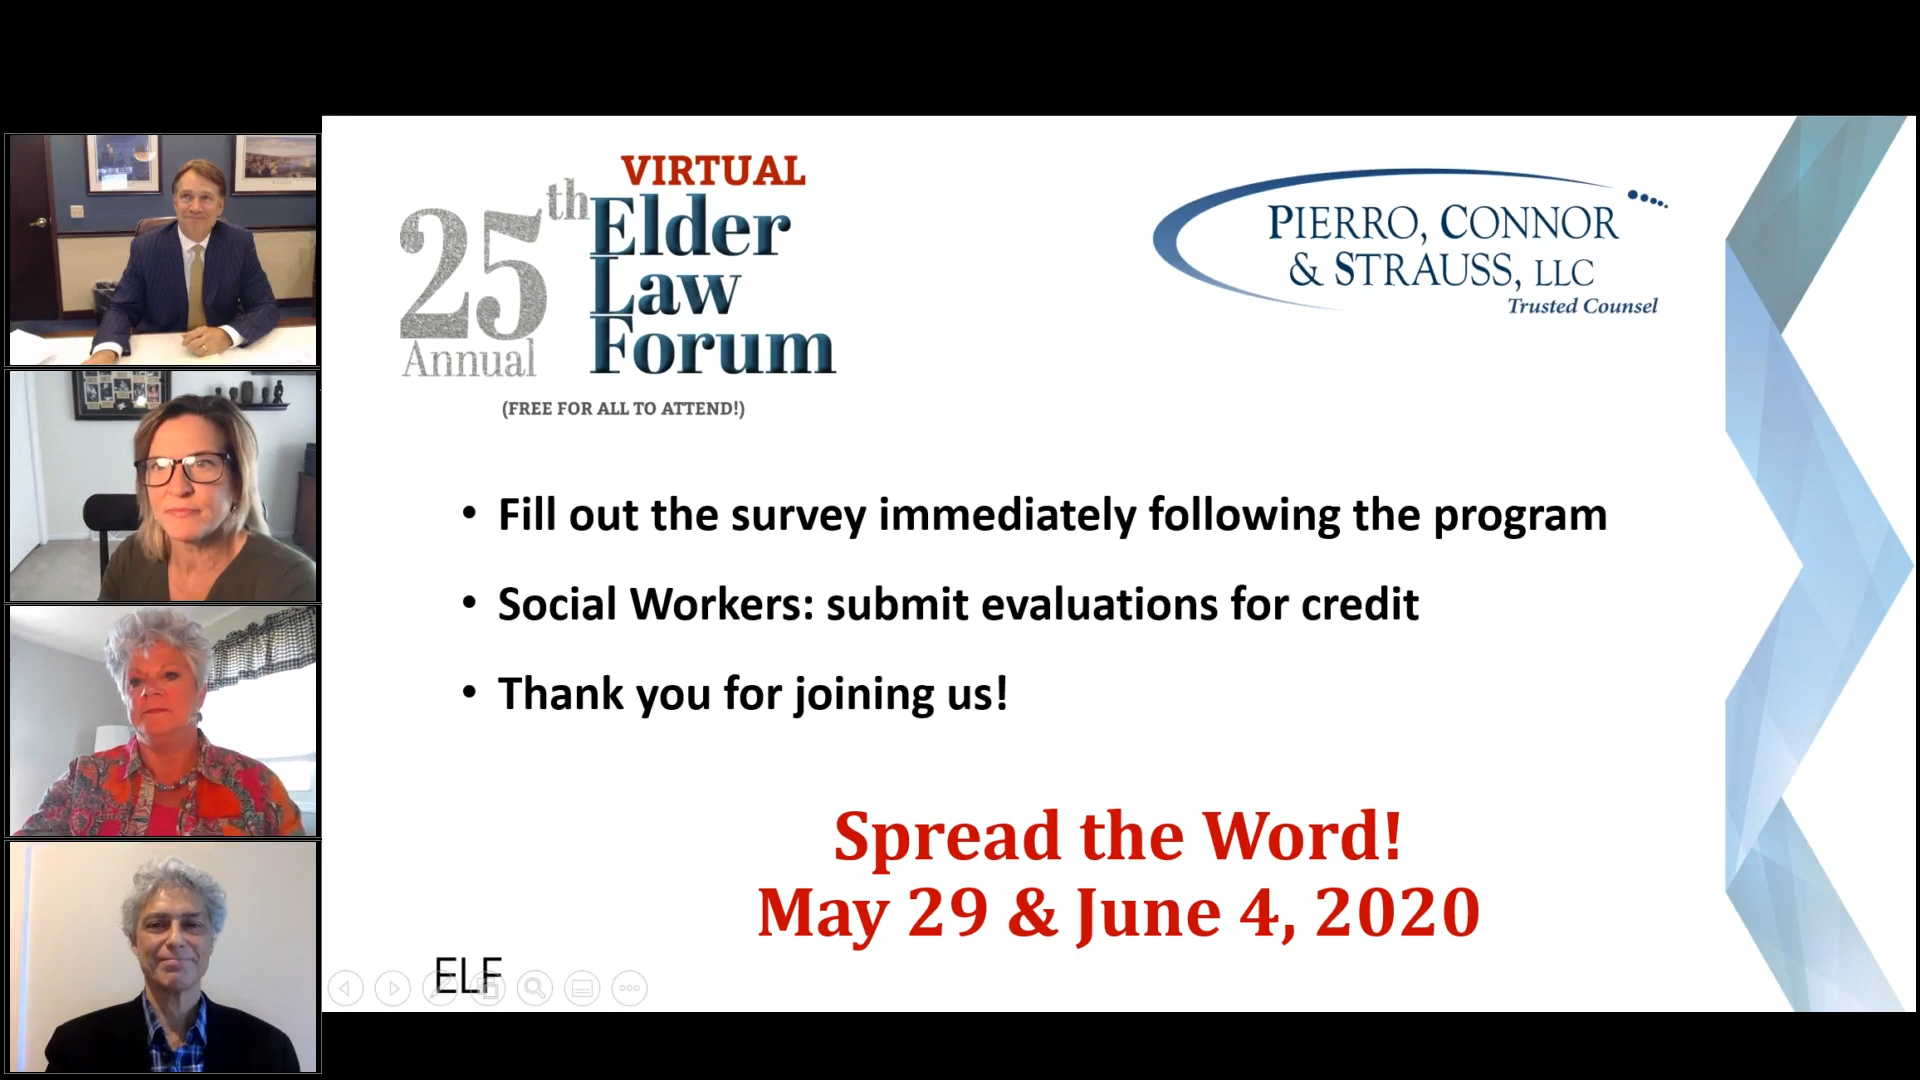 VIRTUAL
25th Annual
Elder
Law
Forum
(FREE FOR ALL TO ATTEND!)
PIERRO, CONNOR
& STRAUSS, LLC
Trusted Counsel
• Fill out the survey immediately following the program
• Social Workers: submit evaluations for credit
• Thank you for joining us!
Spread the Word!
May 29 & June 4, 2020
ELF